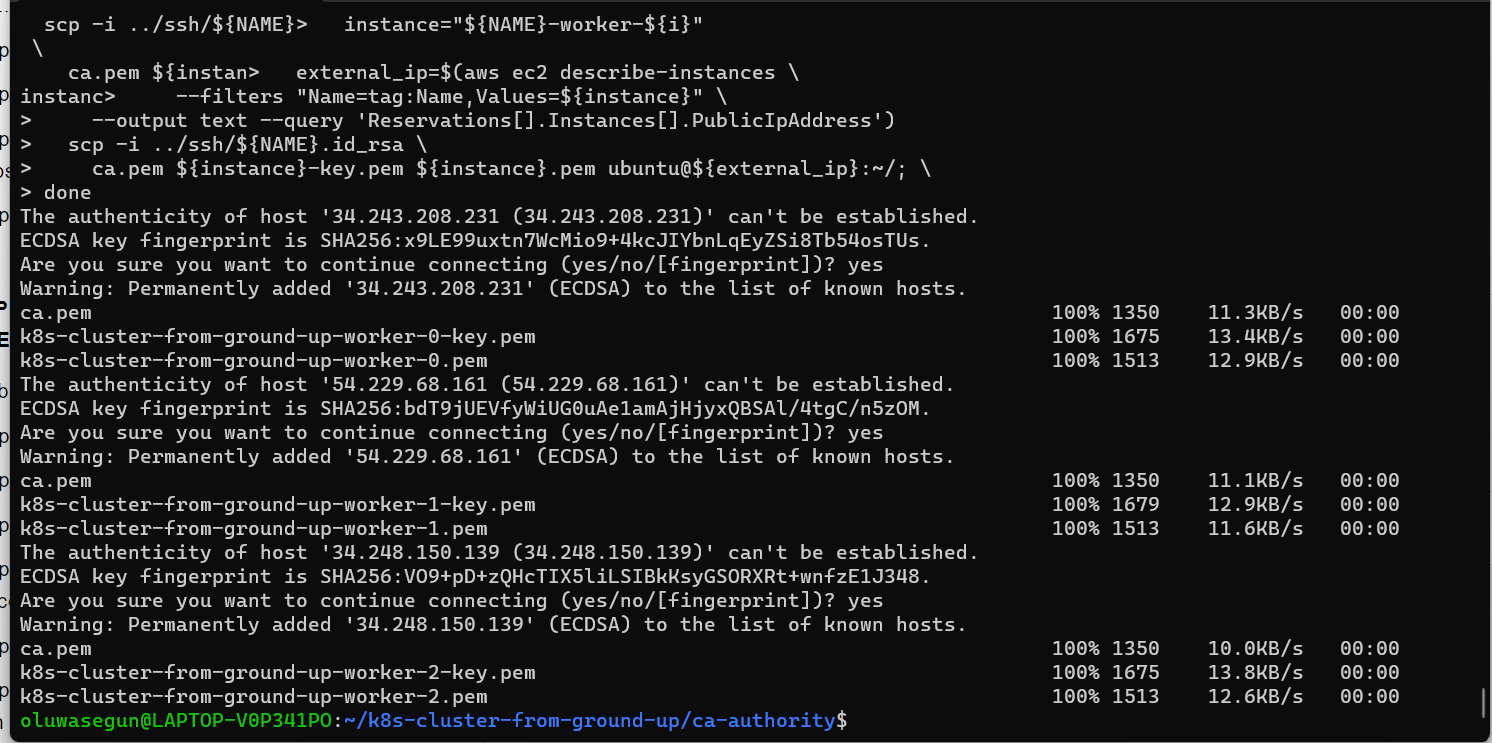 scp -i ../ssh/${NAME}>   instance="${NAME}-worker-${i}"
\
ca.pem ${instan>   external_ip=$(aws ec2 describe-instances \
instanc>     --filters "Name=tag:Name,Values=${instance}" \
>     --output text --query 'Reservations[].Instances[].PublicIpAddress')
>   scp -i ../ssh/${NAME}.id_rsa \
>     ca.pem ${instance}-key.pem ${instance}.pem ubuntu@${external_ip}:~/; \
> done
The authenticity of host '34.243.208.231 (34.243.208.231)' can't be established.
ECDSA key fingerprint is SHA256:x9LE99uxtn7WcMio9+4kcJIYbnLqEyZSi8Tb54osTUs.
Are you sure you want to continue connecting (yes/no/[fingerprint])? yes
Warning: Permanently added '34.243.208.231' (ECDSA) to the list of known hosts.
ca.pem 100% 1350 11.3KB/s 00:00
k8s-cluster-from-ground-up-worker-0-key.pem 100% 1675 13.4KB/s 00:00
k8s-cluster-from-ground-up-worker-0.pem 100% 1513 12.9KB/s 00:00
The authenticity of host '54.229.68.161 (54.229.68.161)' can't be established.
ECDSA key fingerprint is SHA256:bdT9jUEVfyWiUG0uAe1amAjHjyxQBSAl/4tgC/n5zOM.
Are you sure you want to continue connecting (yes/no/[fingerprint])? yes
Warning: Permanently added '54.229.68.161' (ECDSA) to the list of known hosts.
ca.pem 100% 1350 11.1KB/s 00:00
k8s-cluster-from-ground-up-worker-1-key.pem 100% 1679 12.9KB/s 00:00
k8s-cluster-from-ground-up-worker-1.pem 100% 1513 11.6KB/s 00:00
The authenticity of host '34.248.150.139 (34.248.150.139)' can't be established.
ECDSA key fingerprint is SHA256:VO9+pD+zQHcTIX5liLSIBkKsyGSORXRt+wnfzE1J348.
Are you sure you want to continue connecting (yes/no/[fingerprint])? yes
Warning: Permanently added '34.248.150.139' (ECDSA) to the list of known hosts.
ca.pem 100% 1350 10.0KB/s 00:00
k8s-cluster-from-ground-up-worker-2-key.pem 100% 1675 13.8KB/s 00:00
k8s-cluster-from-ground-up-worker-2.pem 100% 1513 12.6KB/s 00:00
oluwasegun@LAPTOP-V0P341PO:~/k8s-cluster-from-ground-up/ca-authority$